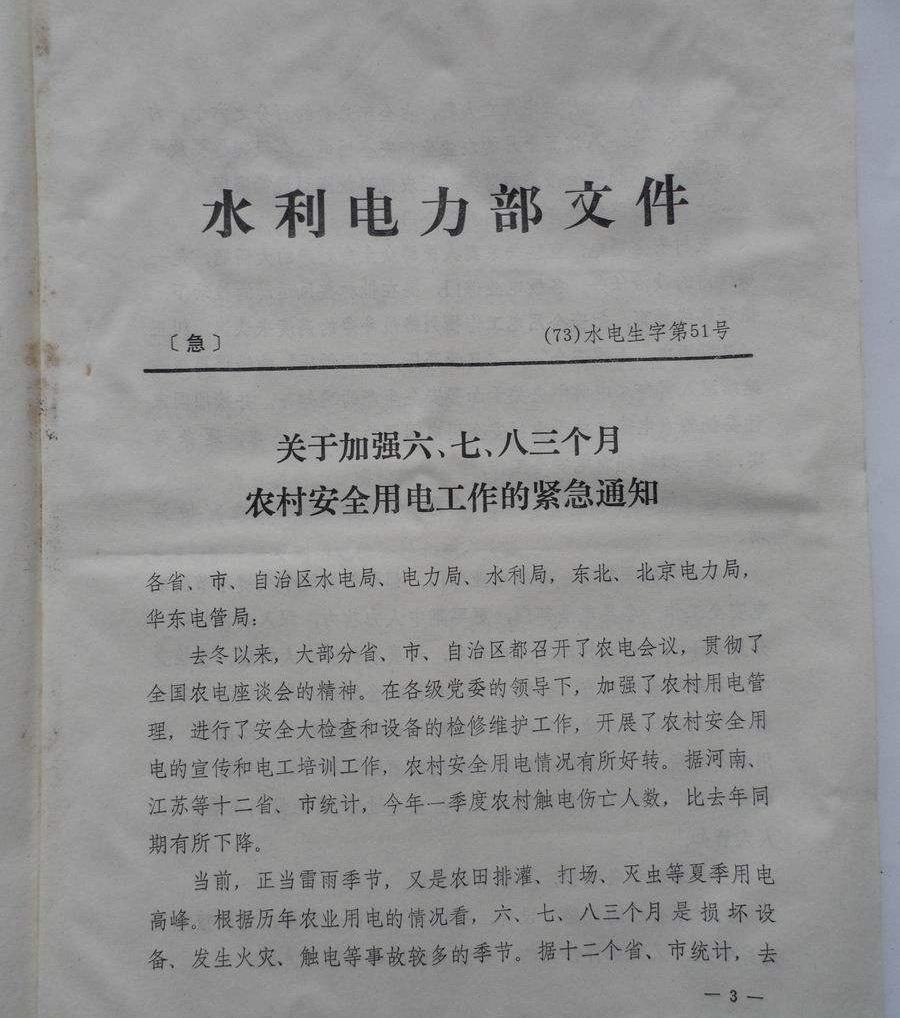 水利电力部文件
〔急〕 (73)水电生字第51号
关于加强六、七、八三个月
农村安全用电工作的紧急通知
各省、市、自治区水电局、电力局、水利局，东北、北京电力局，
华东电管局：
去冬以来，大部分省、市、自治区都召开了农电会议，贯彻了
全国农电座谈会的精神。在各级党委的领导下，加强了农村用电管
理，进行了安全大检查和设备的检修维护工作，开展了农村安全用
电的宣传和电工培训工作，农村安全用电情况有所好转。据河南、
江苏等十二省、市统计，今年一季度农村触电伤亡人数，比去年同
期有所下降。
当前，正当雷雨季节，又是农田排灌、打场、灭虫等夏季用电
高峰。根据历年农业用电的情况看，六、七、八三个月是损坏设
备、发生火灾、触电等事故较多的季节。据十二个省、市统计，去
— 3 —